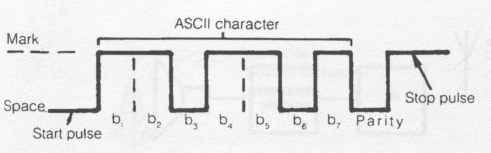 ASCII character
Mark
Space
Start pulse
b₁ b₂ b₃ b₄ b₅ b₆ b₇ Parity
Stop pulse